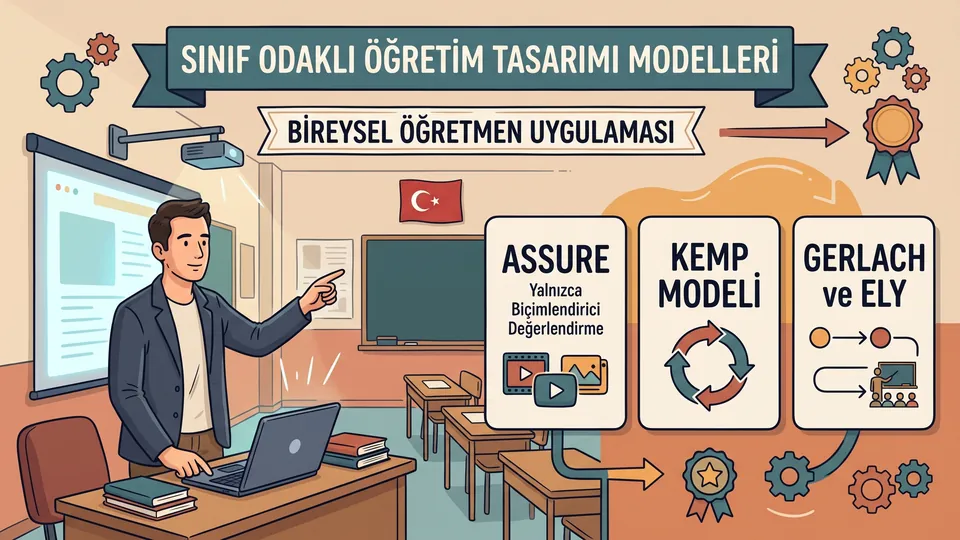 SINIF ODAKLI ÖĞRETİM TASARIMI MODELLERİ
BİREYSEL ÖĞRETMEN UYGULAMASI
ASSURE
Yalnızca
Biçimlendirici
Değerlendirme
KEMP
MODELİ
GERLACH
ve ELY